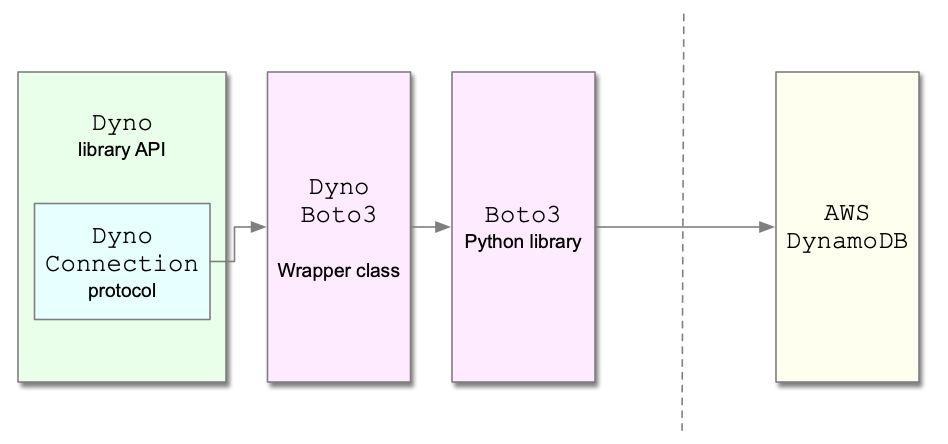 Dyno
library API
Dyno
Connection
protocol
Dyno
Boto3
Wrapper class
Boto3
Python library
AWS
DynamoDB